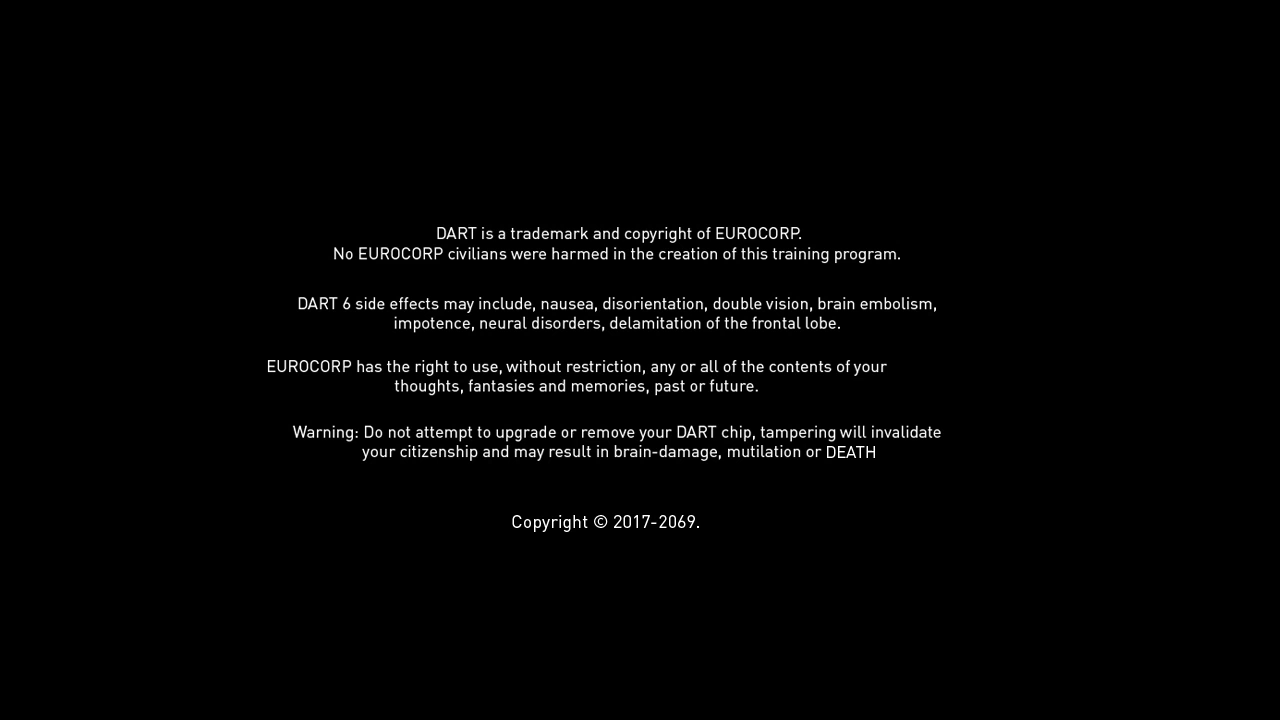 DART is a trademark and copyright of EUROCORP.
No EUROCORP civilians were harmed in the creation of this training program.
DART 6 side effects may include, nausea, disorientation, double vision, brain embolism,
impotence, neural disorders, delamitation of the frontal lobe.
EUROCORP has the right to use, without restriction, any or all of the contents of your
thoughts, fantasies and memories, past or future.
Warning: Do not attempt to upgrade or remove your DART chip, tampering will invalidate
your citizenship and may result in brain-damage, mutilation or DEATH
Copyright © 2017-2069.